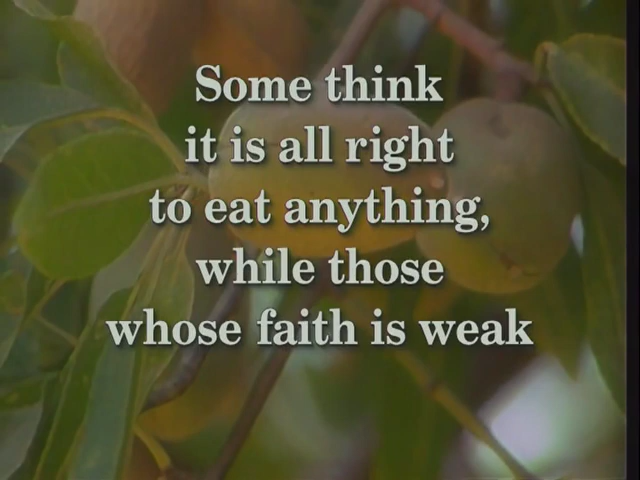 Some think
it is all right
to eat anything,
while those
whose faith is weak